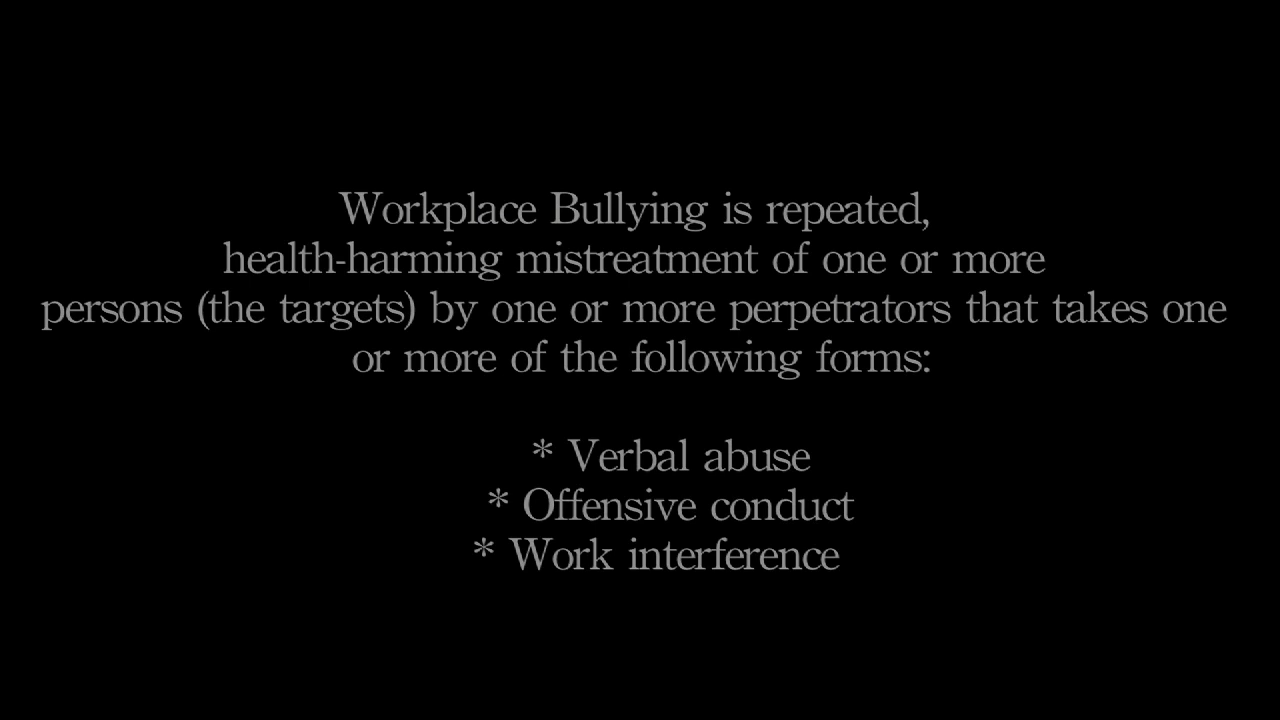 Workplace Bullying is repeated,
health-harming mistreatment of one or more
persons (the targets) by one or more perpetrators that takes one
or more of the following forms:
* Verbal abuse
* Offensive conduct
* Work interference